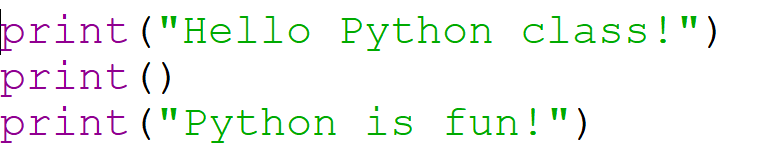 print("Hello Python class!")
print()
print("Python is fun!")